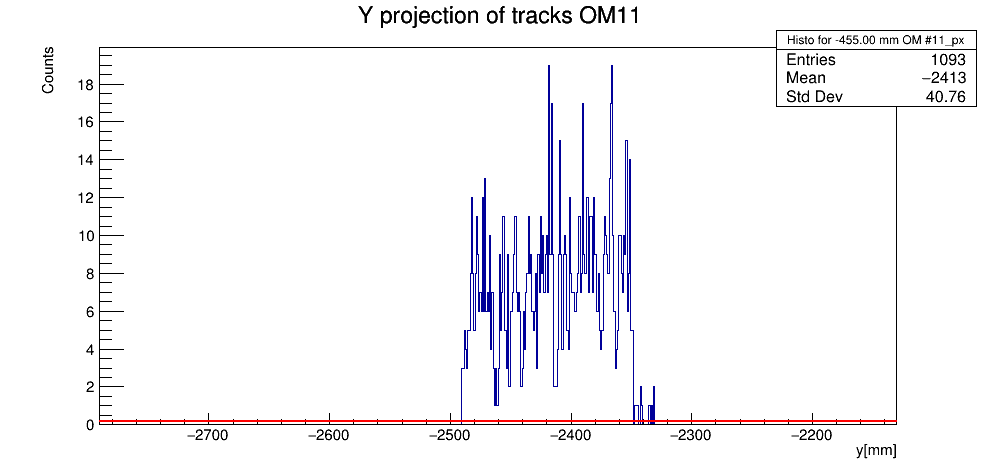 Y projection of tracks OM11
Histo for -455.00 mm OM #11_px
Entries 1093
Mean −2413
Std Dev 40.76
Counts
18
16
14
12
10
8
6
4
2
0
−2700 −2600 −2500 −2400 −2300 −2200
y[mm]